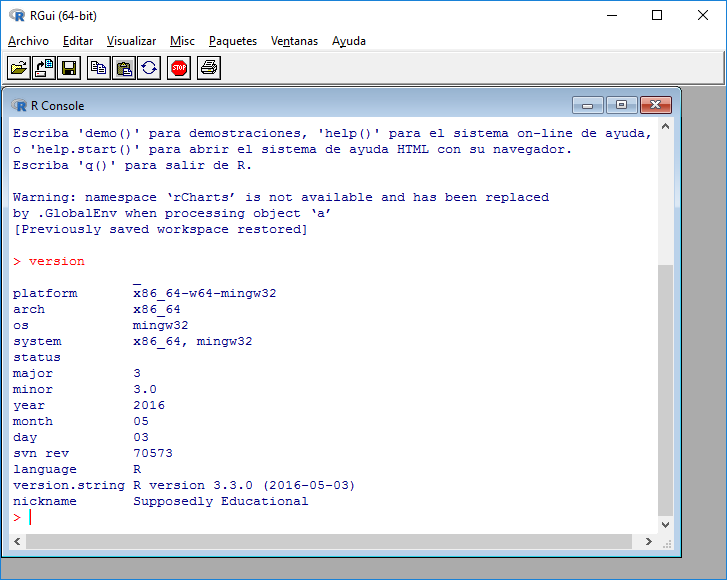 RGui (64-bit)
Archivo Editar Visualizar Misc Paquetes Ventanas Ayuda
STOP
R Console
Escriba 'demo()' para demostraciones, 'help()' para el sistema on-line de ayuda,
o 'help.start()' para abrir el sistema de ayuda HTML con su navegador.
Escriba 'q()' para salir de R.
Warning: namespace ‘rCharts’ is not available and has been replaced
by .GlobalEnv when processing object ‘a’
[Previously saved workspace restored]
> version
_
platform x86_64-w64-mingw32
arch x86_64
os mingw32
system x86_64, mingw32
status
major 3
minor 3.0
year 2016
month 05
day 03
svn rev 70573
language R
version.string R version 3.3.0 (2016-05-03)
nickname Supposedly Educational
>